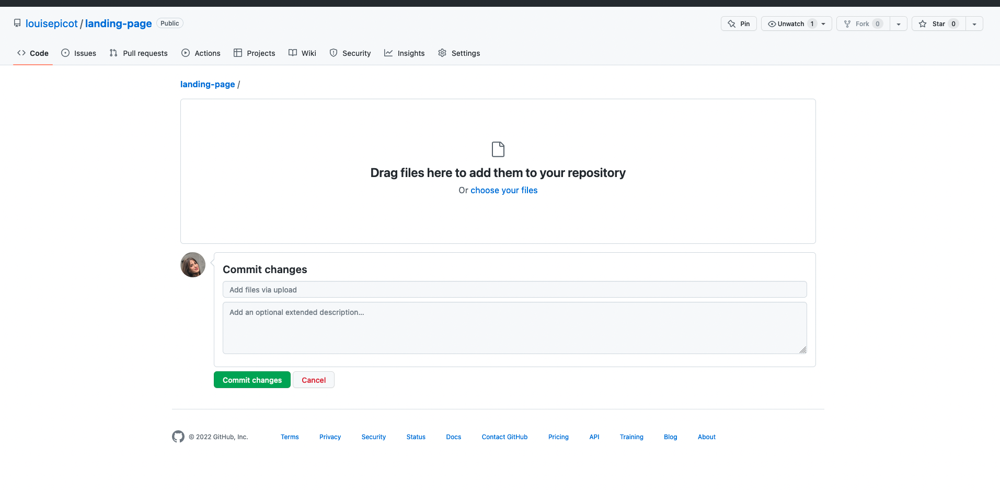 louisepicot / landing-page Public Pin Unwatch 1 Fork 0 Star 0
Code Issues Pull requests Actions Projects Wiki Security Insights Settings
landing-page /
Drag files here to add them to your repository
Or choose your files
Commit changes
Add files via upload
Add an optional extended description…
Commit changes Cancel
© 2022 GitHub, Inc. Terms Privacy Security Status Docs Contact GitHub Pricing API Training Blog About